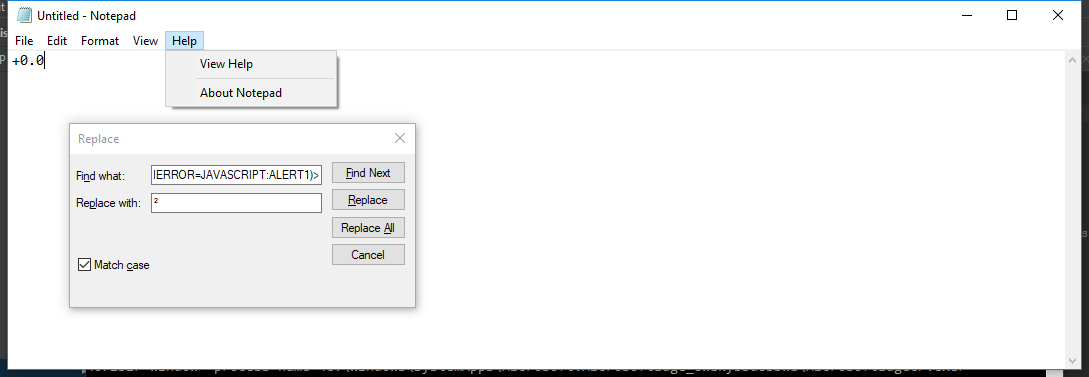 Untitled - Notepad
File Edit Format View Help
+0.0
View Help
About Notepad
Replace
Find what: IERROR=JAVASCRIPT:ALERT1)> Find Next
Replace with: ² Replace
Replace All
Cancel
Match case